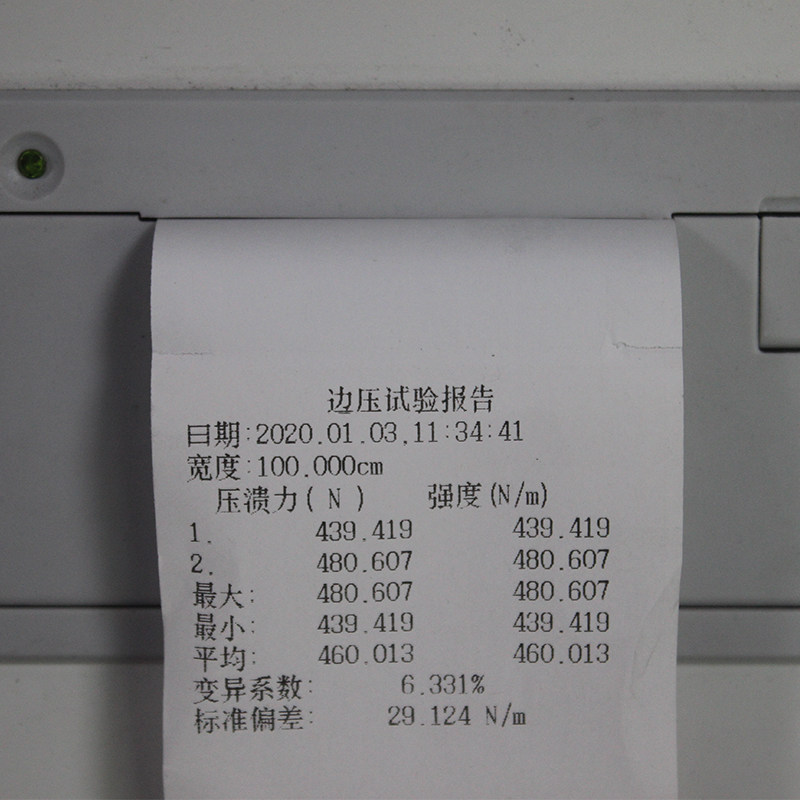 边压试验报告
日期:2020.01.03,11:34:41
宽度:100.000cm
压溃力( N ) 强度(N/m)
1. 439.419 439.419
2. 480.607 480.607
最大: 480.607 480.607
最小: 439.419 439.419
平均: 460.013 460.013
变异系数: 6.331%
标准偏差: 29.124 N/m